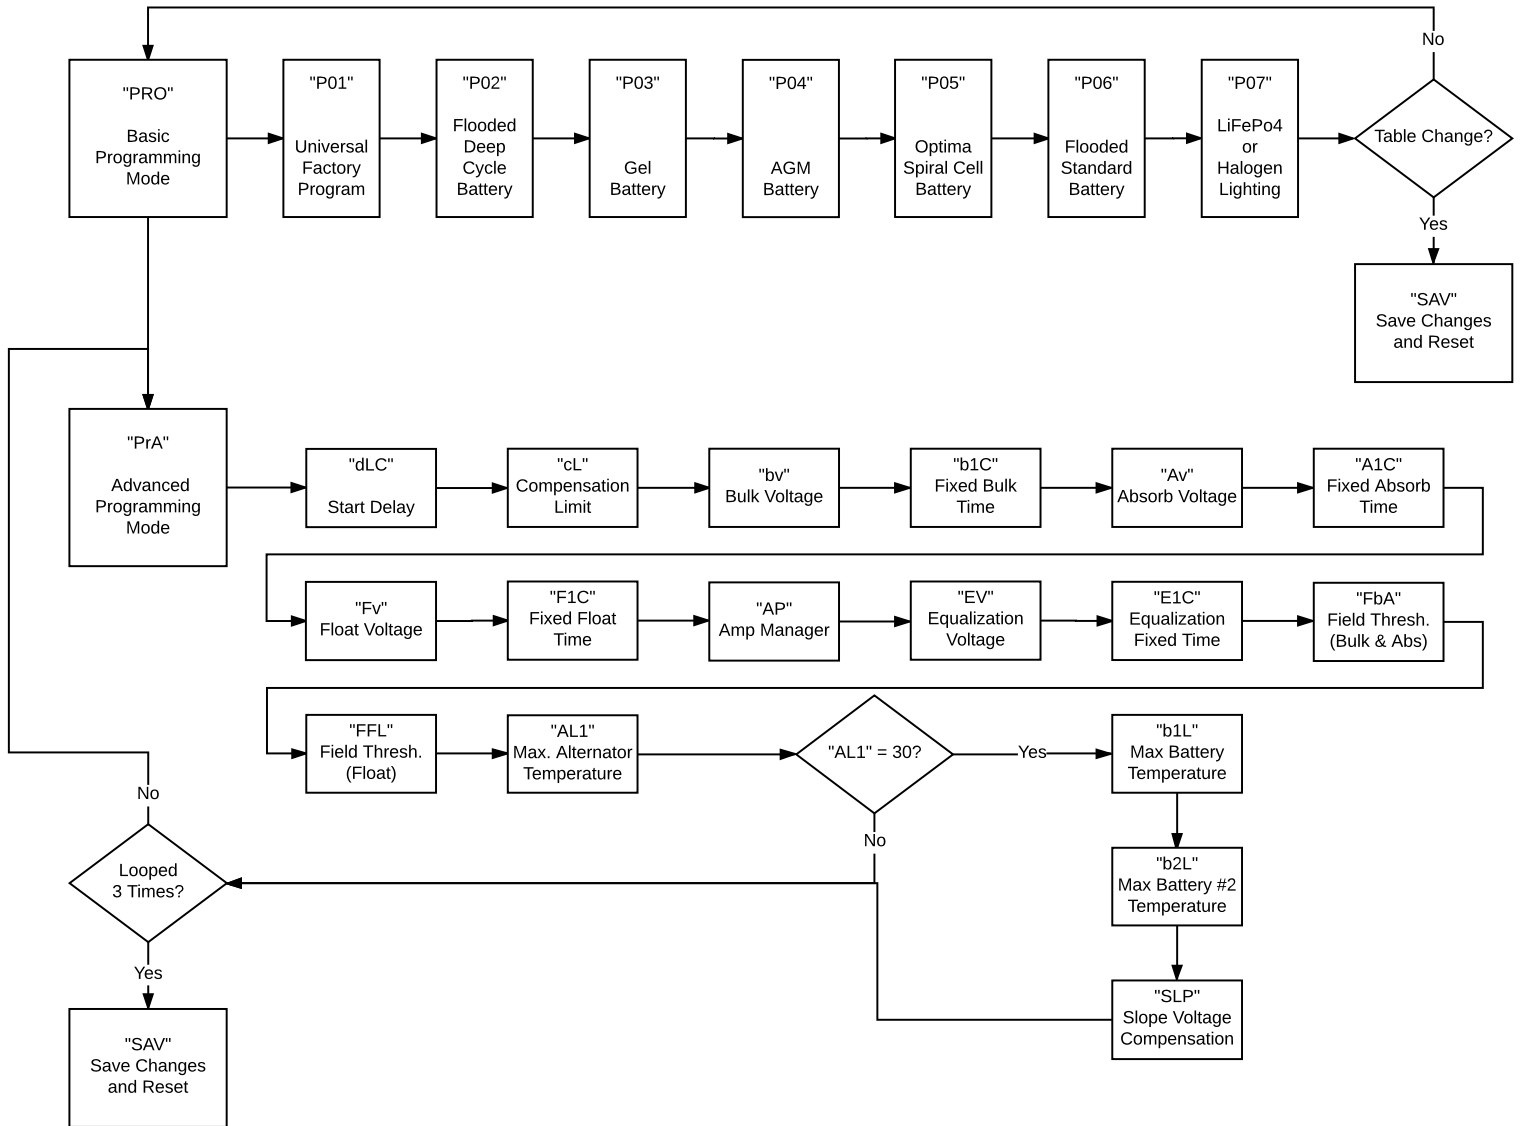 No
"PRO"
Basic
Programming
Mode
"P01"
Universal
Factory
Program
"P02"
Flooded
Deep
Cycle
Battery
"P03"
Gel
Battery
"P04"
AGM
Battery
"P05"
Optima
Spiral Cell
Battery
"P06"
Flooded
Standard
Battery
"P07"
LiFePo4
or
Halogen
Lighting
Table Change?
Yes
"SAV"
Save Changes
and Reset
"PrA"
Advanced
Programming
Mode
"dLC"
Start Delay
"cL"
Compensation
Limit
"bv"
Bulk Voltage
"b1C"
Fixed Bulk
Time
"Av"
Absorb Voltage
"A1C"
Fixed Absorb
Time
"Fv"
Float Voltage
"F1C"
Fixed Float
Time
"AP"
Amp Manager
"EV"
Equalization
Voltage
"E1C"
Equalization
Fixed Time
"FbA"
Field Thresh.
(Bulk & Abs)
"FFL"
Field Thresh.
(Float)
"AL1"
Max. Alternator
Temperature
"AL1" = 30?
Yes
"b1L"
Max Battery
Temperature
No
No
Looped
3 Times?
"b2L"
Max Battery #2
Temperature
Yes
"SLP"
Slope Voltage
Compensation
"SAV"
Save Changes
and Reset